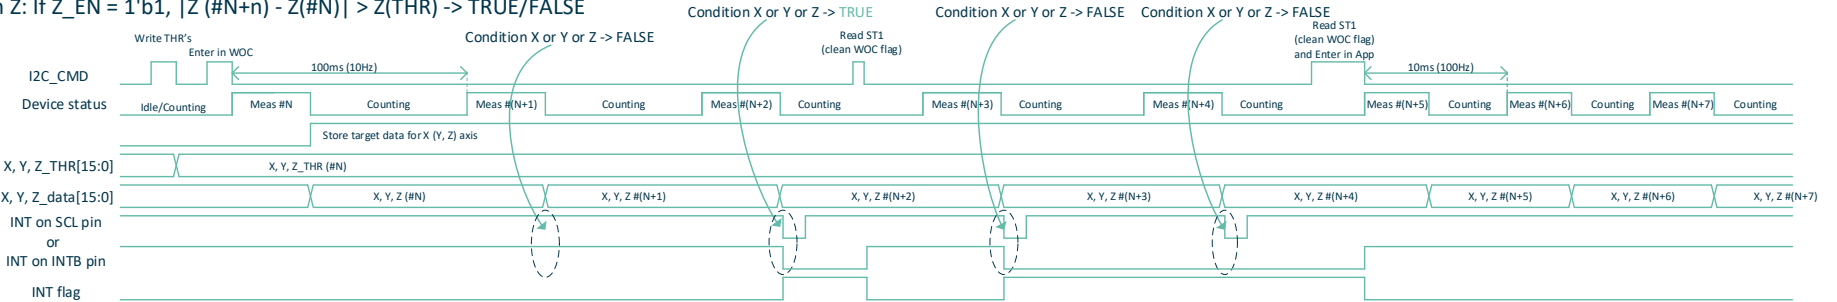 n Z: If Z_EN = 1'b1, |Z (#N+n) - Z(#N)| > Z(THR) -> TRUE/FALSE
Condition X or Y or Z -> TRUE
Condition X or Y or Z -> FALSE
Condition X or Y or Z -> FALSE
Write THR's
Enter in WOC
Condition X or Y or Z -> FALSE
Read ST1
(clean WOC flag)
Read ST1
(clean WOC flag)
and Enter in App
I2C_CMD
100ms (10Hz)
10ms (100Hz)
Device status
Idle/Counting
Meas #N
Counting
Meas #(N+1)
Counting
Meas #(N+2)
Counting
Meas #(N+3)
Counting
Meas #(N+4)
Counting
Meas #(N+5)
Counting
Meas #(N+6)
Counting
Meas #(N+7)
Counting
Store target data for X (Y, Z) axis
X, Y, Z_THR[15:0]
X, Y, Z_THR (#N)
X, Y, Z_data[15:0]
X, Y, Z (#N)
X, Y, Z #(N+1)
X, Y, Z #(N+2)
X, Y, Z #(N+3)
X, Y, Z #(N+4)
X, Y, Z #(N+5)
X, Y, Z #(N+6)
X, Y, Z #(N+7)
INT on SCL pin
or
INT on INTB pin
INT flag